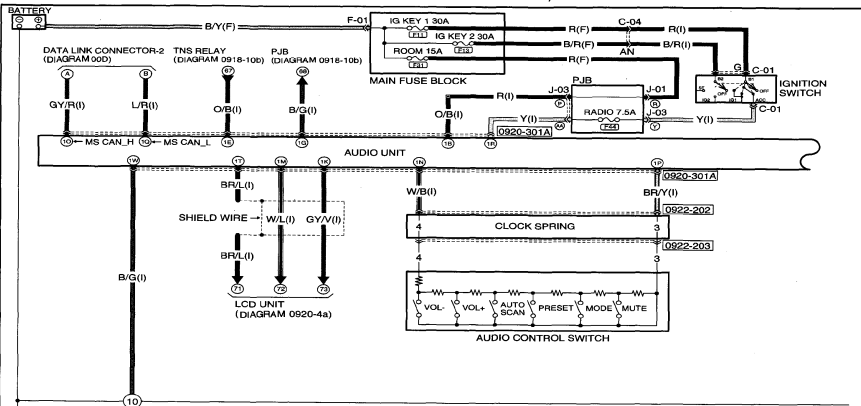 BATTERY
B/Y(F)
F-01
IG KEY 1 30A
F11
IG KEY 2 30A
F13
ROOM 15A
F21
MAIN FUSE BLOCK
R(F)
C-04
R(I)
B/R(F)
B/R(I)
AN
R(F)
G
C-01
B2
B1
OFF
OFF
IG2
IG1
ACC
IGNITION
SWITCH
C-01
DATA LINK CONNECTOR-2
(DIAGRAM 00D)
A
B
GY/R(I)
L/R(I)
TNS RELAY
(DIAGRAM 0918-10b)
67
O/B(I)
PJB
(DIAGRAM 0918-10b)
68
B/G(I)
R(I)
J-03
P
PJB
J-01
R
RADIO 7.5A
F44
M
J-03
Y
Y(I)
Y(I)
O/B(I)
0920-301A
1O
MS CAN_H
1Q
MS CAN_L
1E
1G
1B
1R
AUDIO UNIT
1W
1T
1M
1K
1N
1P
0920-301A
BR/L(I)
W/B(I)
BR/Y(I)
0922-202
SHIELD WIRE
W/L(I)
GY/V(I)
4
CLOCK SPRING
3
0922-203
BR/L(I)
4
3
B/G(I)
71
72
73
LCD UNIT
(DIAGRAM 0920-4a)
VOL-
VOL+
AUTO
SCAN
PRESET
MODE
MUTE
AUDIO CONTROL SWITCH
10